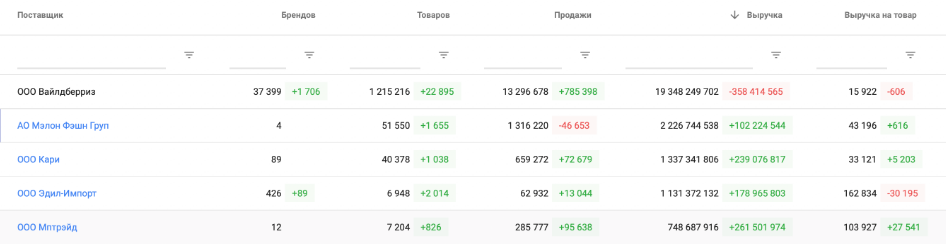 Поставщик Брендов Товаров Продажи Выручка Выручка на товар
ООО Вайлдберриз 37 399 +1 706 1 215 216 +22 895 13 296 678 +785 398 19 348 249 702 -358 414 565 15 922 -606
АО Мэлон Фэшн Груп 4 51 550 +1 655 1 316 220 -46 653 2 226 744 538 +102 224 544 43 196 +616
ООО Кари 89 40 378 +1 038 659 272 +72 679 1 337 341 806 +239 076 817 33 121 +5 203
ООО Эдил-Импорт 426 +89 6 948 +2 014 62 932 +13 044 1 131 372 132 +178 965 803 162 834 -30 195
ООО Мптрэйд 12 7 204 +826 285 777 +95 638 748 687 916 +261 501 974 103 927 +27 541